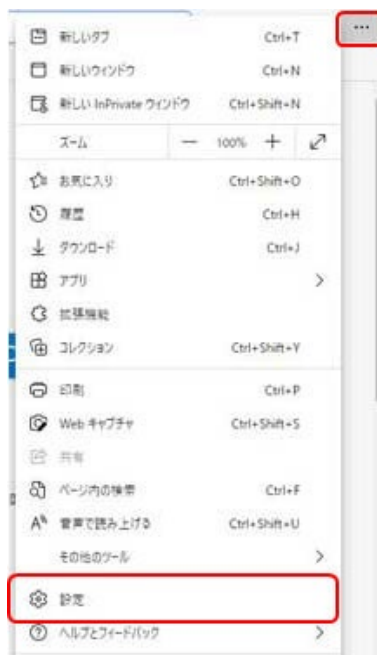 …
新しいタブ Ctrl+T
新しいウィンドウ Ctrl+N
新しい InPrivate ウィンドウ Ctrl+Shift+N
ズーム — 100% +
お気に入り Ctrl+Shift+O
履歴 Ctrl+H
ダウンロード Ctrl+J
アプリ >
拡張機能
コレクション Ctrl+Shift+Y
印刷 Ctrl+P
Web キャプチャ Ctrl+Shift+S
共有
ページ内の検索 Ctrl+F
音声で読み上げる Ctrl+Shift+U
その他のツール >
設定
ヘルプとフィードバック >